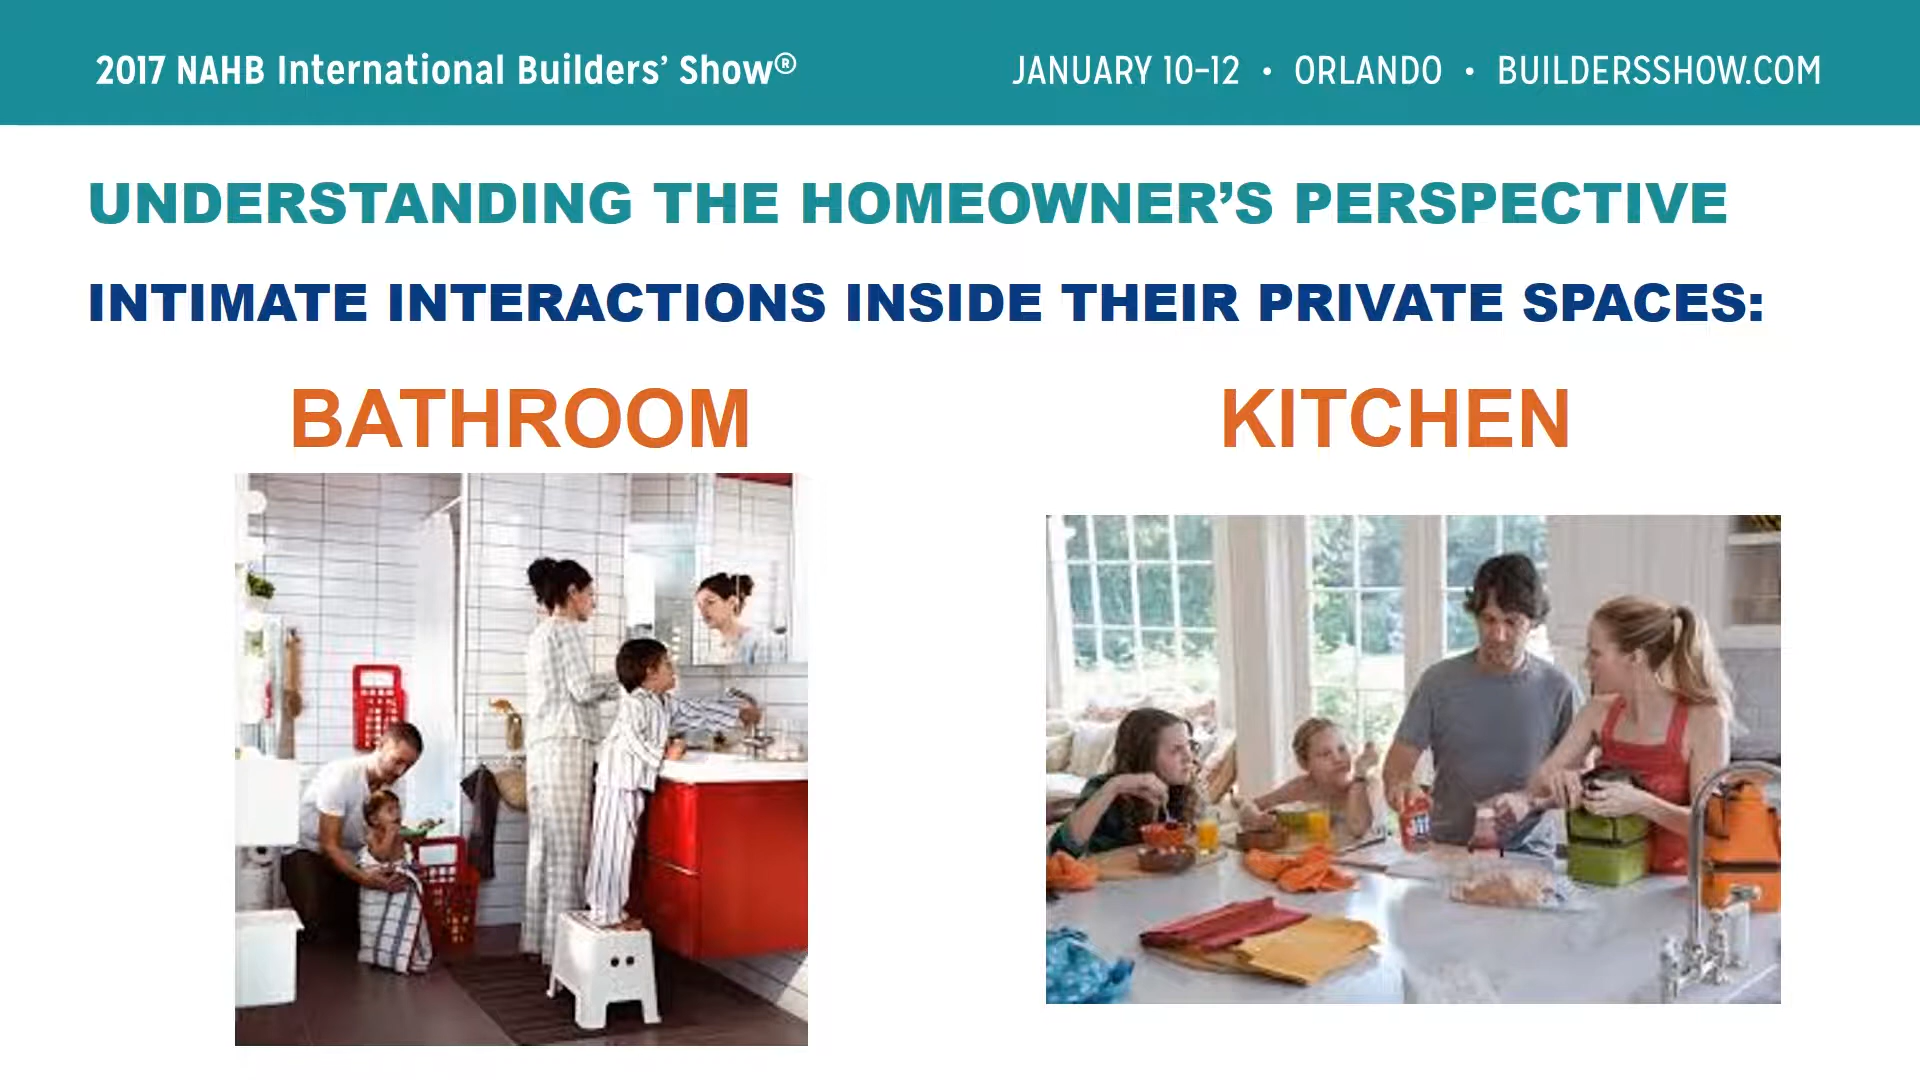 2017 NAHB International Builders’ Show®
JANUARY 10–12 • ORLANDO • BUILDERSSHOW.COM
UNDERSTANDING THE HOMEOWNER’S PERSPECTIVE
INTIMATE INTERACTIONS INSIDE THEIR PRIVATE SPACES:
BATHROOM
KITCHEN